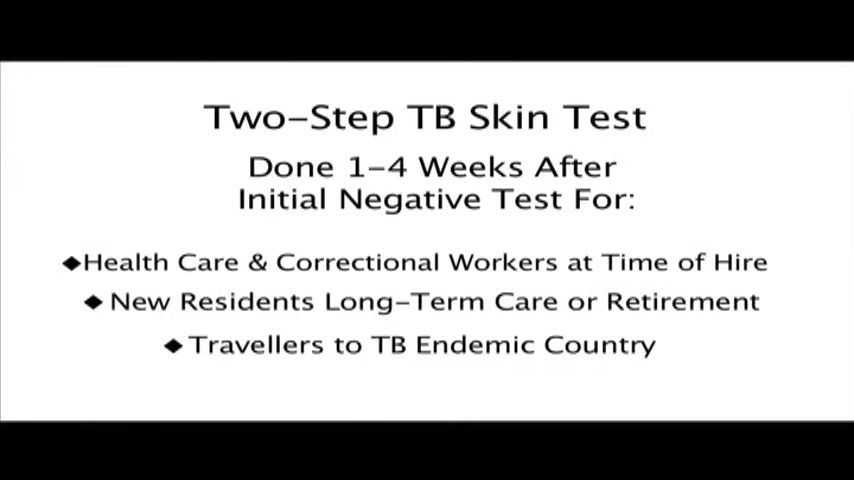 Two–Step TB Skin Test
Done 1–4 Weeks After
Initial Negative Test For:
◆Health Care & Correctional Workers at Time of Hire
◆ New Residents Long–Term Care or Retirement
◆Travellers to TB Endemic Country